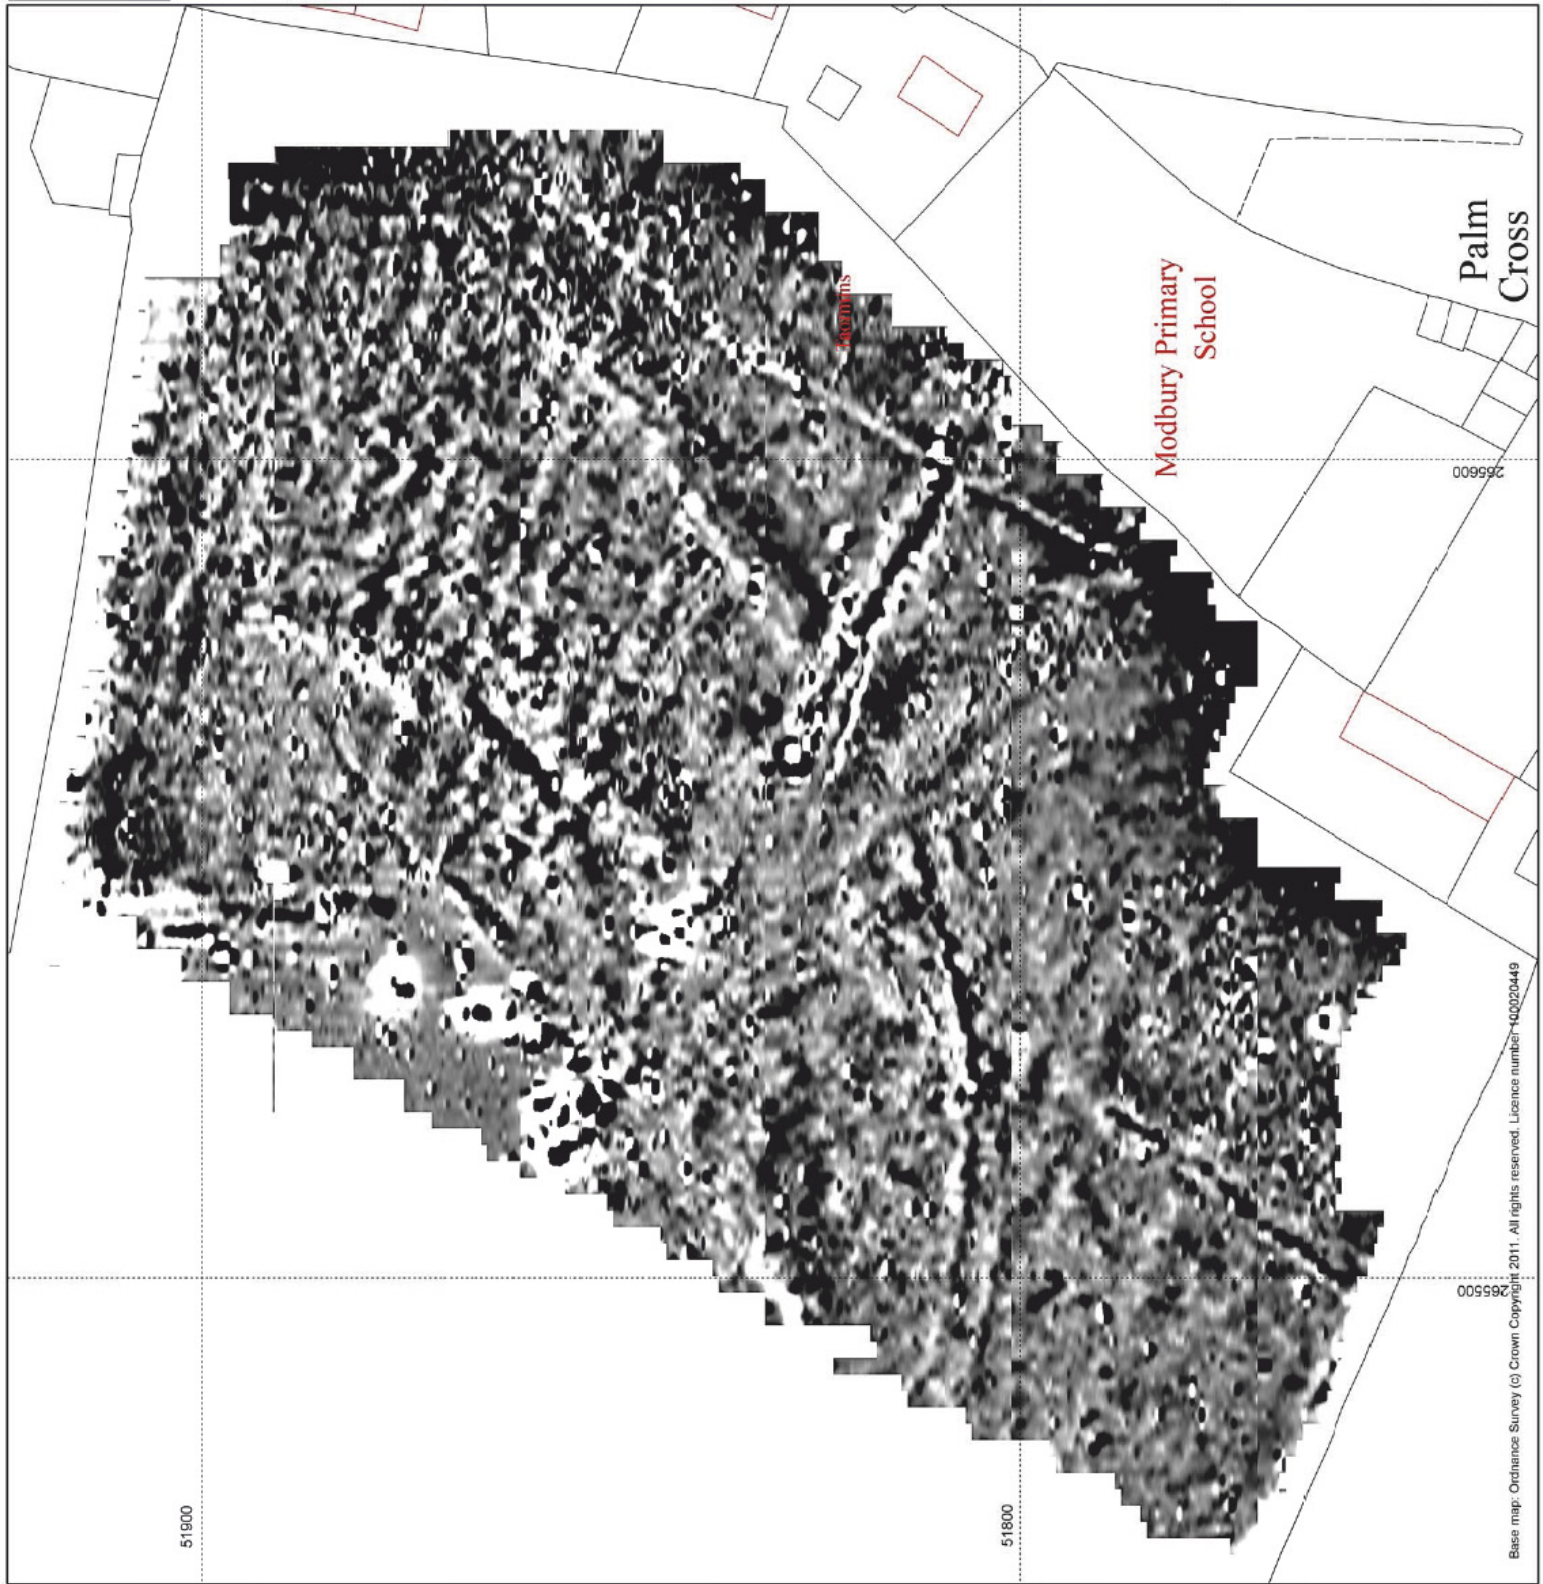 Palm
Cross
Modbury Primary
School
265600
265500
51900
51800
Base map: Ordnance Survey (c) Crown Copyright 2011. All rights reserved. Licence number 100020449